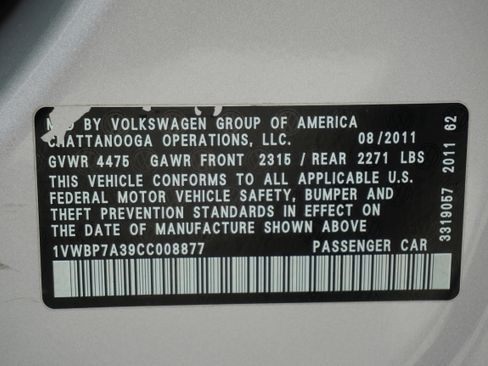 MFD BY VOLKSWAGEN GROUP OF AMERICA
CHATTANOOGA OPERATIONS, LLC. 08/2011
GVWR 4475 GAWR FRONT 2315 / REAR 2271 LBS
THIS VEHICLE CONFORMS TO ALL APPLICABLE U.S.
FEDERAL MOTOR VEHICLE SAFETY, BUMPER AND
THEFT PREVENTION STANDARDS IN EFFECT ON
THE DATE OF MANUFACTURE SHOWN ABOVE
1VWBP7A39CC008877 PASSENGER CAR
3319057 2011 62